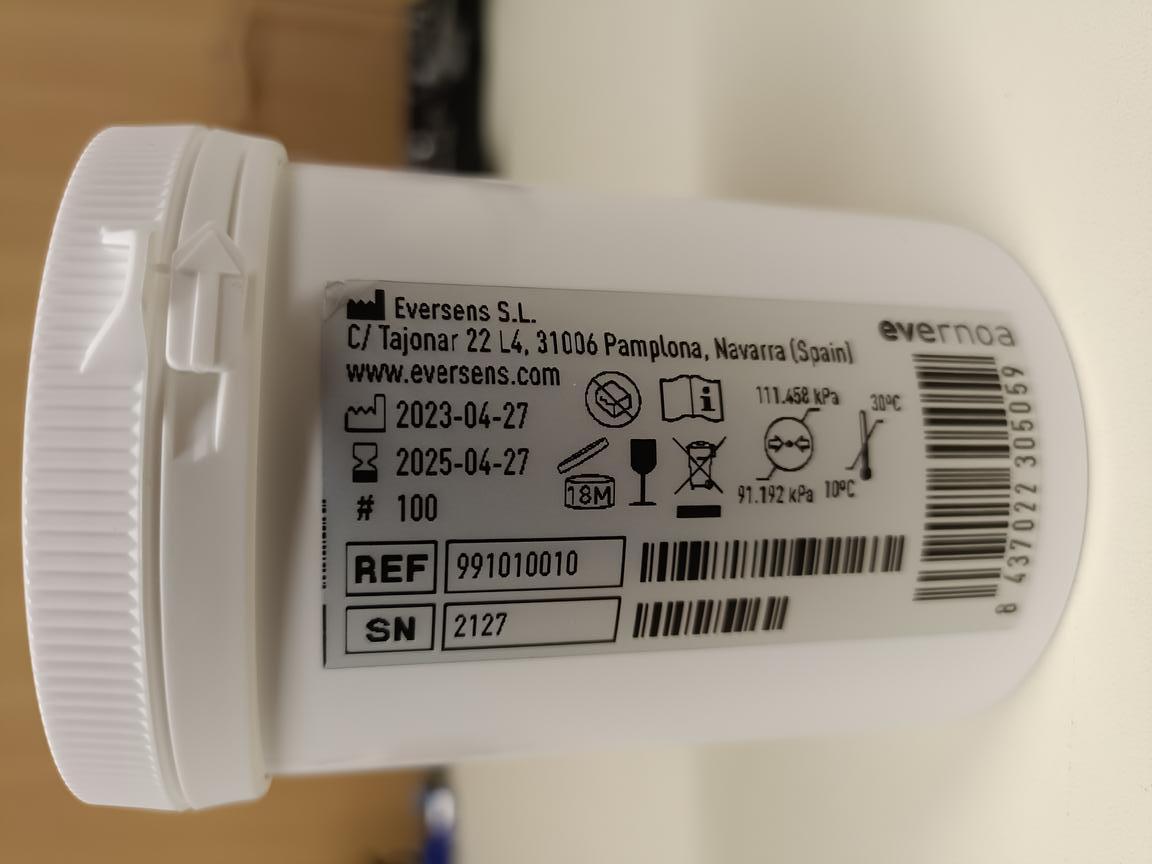 Eversens S.L.
C/ Tajonar 22 L4, 31006 Pamplona, Navarra (Spain)
www.eversens.com
2023-04-27
2025-04-27
# 100
18M
111.458 kPa
91.192 kPa
30ºC
10ºC
REF 991010010
SN 2127
evernoa
8 437022 305059